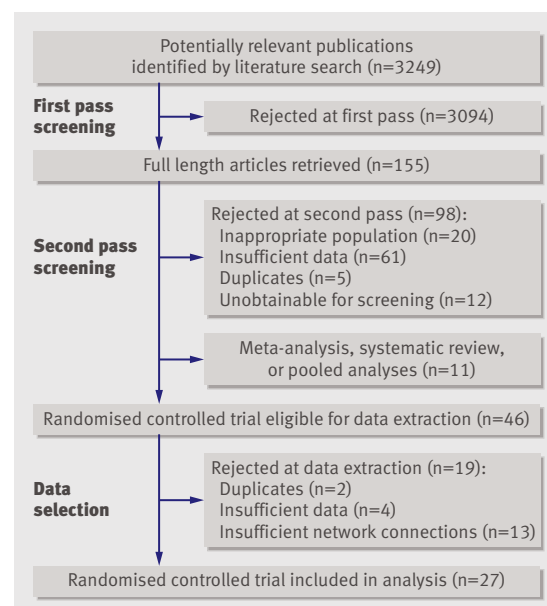 Potentially relevant publications
identified by literature search (n=3249)
First pass
screening
Rejected at first pass (n=3094)
Full length articles retrieved (n=155)
Second pass
screening
Rejected at second pass (n=98):
Inappropriate population (n=20)
Insufficient data (n=61)
Duplicates (n=5)
Unobtainable for screening (n=12)
Meta-analysis, systematic review,
or pooled analyses (n=11)
Randomised controlled trial eligible for data extraction (n=46)
Data
selection
Rejected at data extraction (n=19):
Duplicates (n=2)
Insufficient data (n=4)
Insufficient network connections (n=13)
Randomised controlled trial included in analysis (n=27)